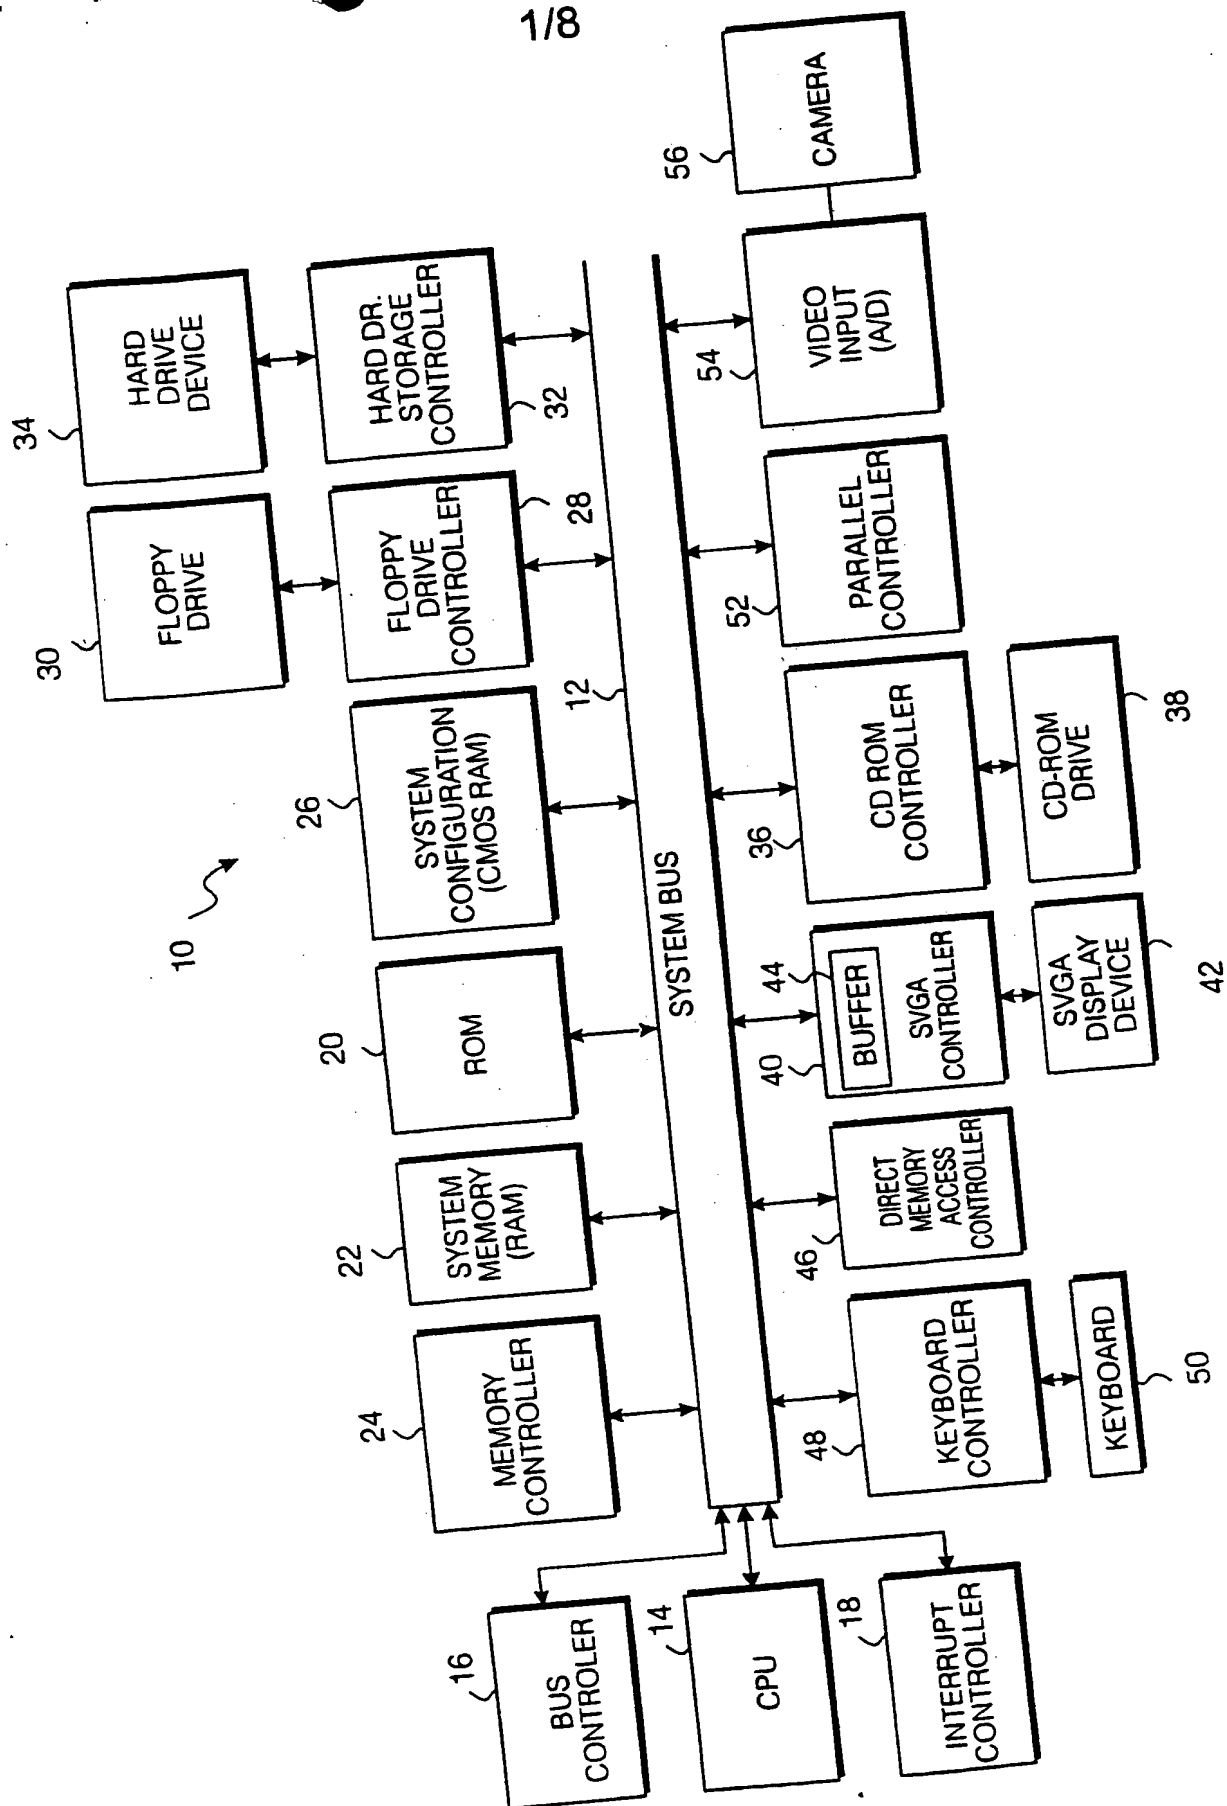 1/8
34
HARD
DRIVE
DEVICE
30
FLOPPY
DRIVE
HARD DR.
STORAGE
CONTROLLER
32
FLOPPY
DRIVE
CONTROLLER
28
10
26
SYSTEM
CONFIGURATION
(CMOS RAM)
12
20
ROM
22
SYSTEM
MEMORY
(RAM)
24
MEMORY
CONTROLLER
SYSTEM BUS
16
BUS
CONTROLER
14
CPU
18
INTERRUPT
CONTROLLER
48
KEYBOARD
CONTROLLER
KEYBOARD
50
46
DIRECT
MEMORY
ACCESS
CONTROLLER
40
44
BUFFER
SVGA
CONTROLLER
SVGA
DISPLAY
DEVICE
42
36
CD ROM
CONTROLLER
CD-ROM
DRIVE
38
52
PARALLEL
CONTROLLER
54
VIDEO
INPUT
(A/D)
56
CAMERA